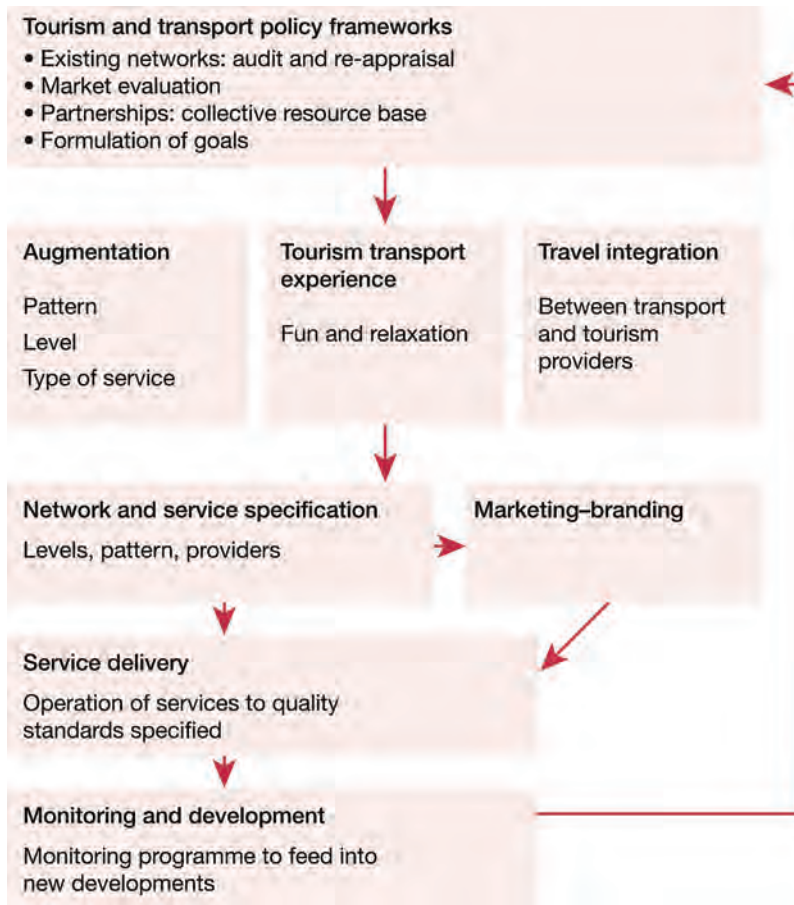 Tourism and transport policy frameworks
• Existing networks: audit and re-appraisal
• Market evaluation
• Partnerships: collective resource base
• Formulation of goals
Augmentation
Pattern
Level
Type of service
Tourism transport
experience
Fun and relaxation
Travel integration
Between transport
and tourism
providers
Network and service specification
Levels, pattern, providers
Marketing–branding
Service delivery
Operation of services to quality
standards specified
Monitoring and development
Monitoring programme to feed into
new developments